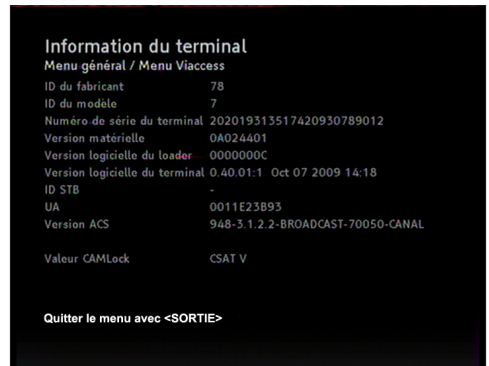 Information du terminal
Menu général / Menu Viaccess
ID du fabricant 78
ID du modèle 7
Numéro de série du terminal 202019313517420930789012
Version matérielle 0A024401
Version logicielle du loader 0000000C
Version logicielle du terminal 0.40.01:1 Oct 07 2009 14:18
ID STB -
UA 0011E23B93
Version ACS 948-3.1.2.2-BROADCAST-70050-CANAL
Valeur CAMLock CSAT V
Quitter le menu avec <SORTIE>